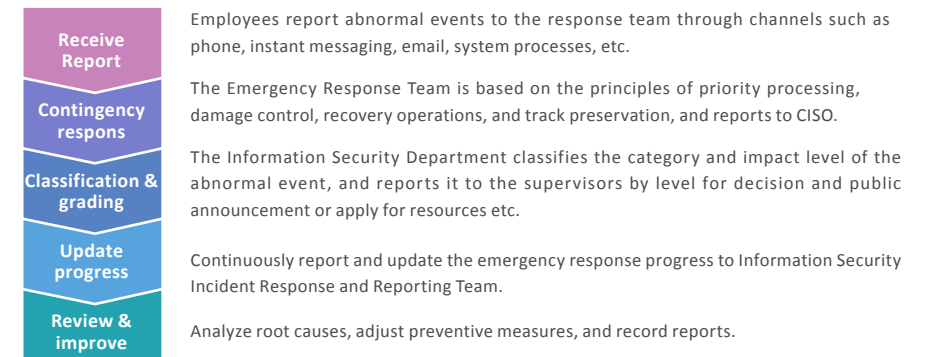 Receive
Report
Employees report abnormal events to the response team through channels such as
phone, instant messaging, email, system processes, etc.
Contingency
respons
The Emergency Response Team is based on the principles of priority processing,
damage control, recovery operations, and track preservation, and reports to CISO.
Classification &
grading
The Information Security Department classifies the category and impact level of the
abnormal event, and reports it to the supervisors by level for decision and public
announcement or apply for resources etc.
Update
progress
Continuously report and update the emergency response progress to Information Security
Incident Response and Reporting Team.
Review &
improve
Analyze root causes, adjust preventive measures, and record reports.